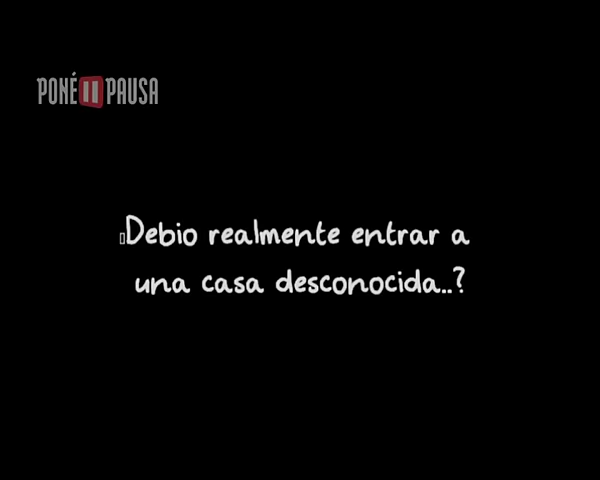 PONÉ PAUSA
Debio realmente entrar a
una casa desconocida..?